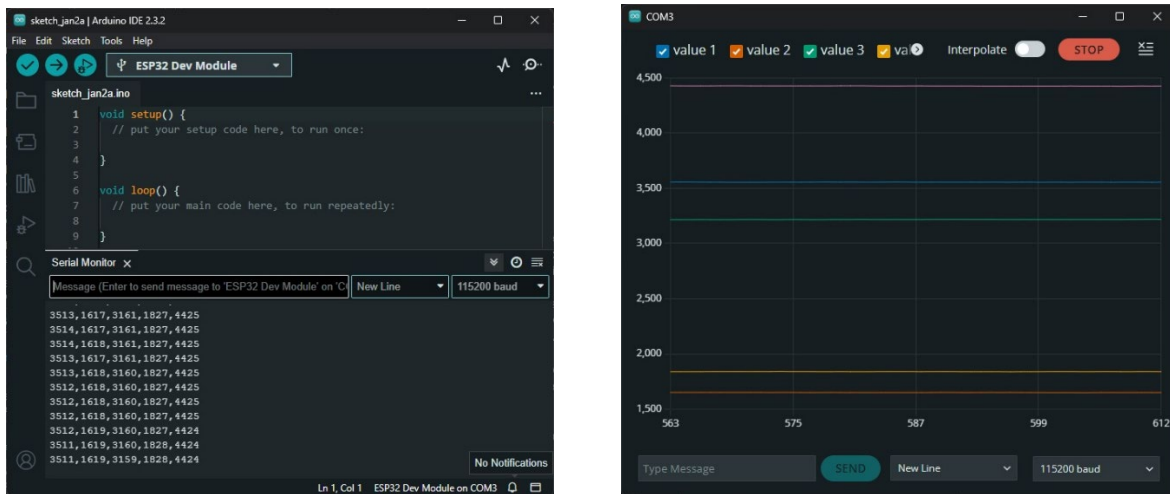 sketch_jan2a | Arduino IDE 2.3.2
File Edit Sketch Tools Help
ESP32 Dev Module
sketch_jan2a.ino
1 void setup() {
2 // put your setup code here, to run once:
3
4 }
5
6 void loop() {
7 // put your main code here, to run repeatedly:
8
9 }
Serial Monitor
Message (Enter to send message to 'ESP32 Dev Module' on 'CO
New Line
115200 baud
3513,1617,3161,1827,4425
3514,1617,3161,1827,4425
3514,1618,3161,1827,4425
3513,1617,3161,1827,4425
3513,1618,3160,1827,4425
3512,1618,3160,1827,4425
3512,1618,3160,1827,4425
3512,1618,3160,1827,4425
3512,1619,3160,1827,4424
3511,1619,3160,1828,4424
3511,1619,3159,1828,4424
No Notifications
Ln 1, Col 1 ESP32 Dev Module on COM3
COM3
value 1 value 2 value 3 val Interpolate STOP
4,500
4,000
3,500
3,000
2,500
2,000
1,500
563 575 587 599 612
Type Message SEND New Line 115200 baud